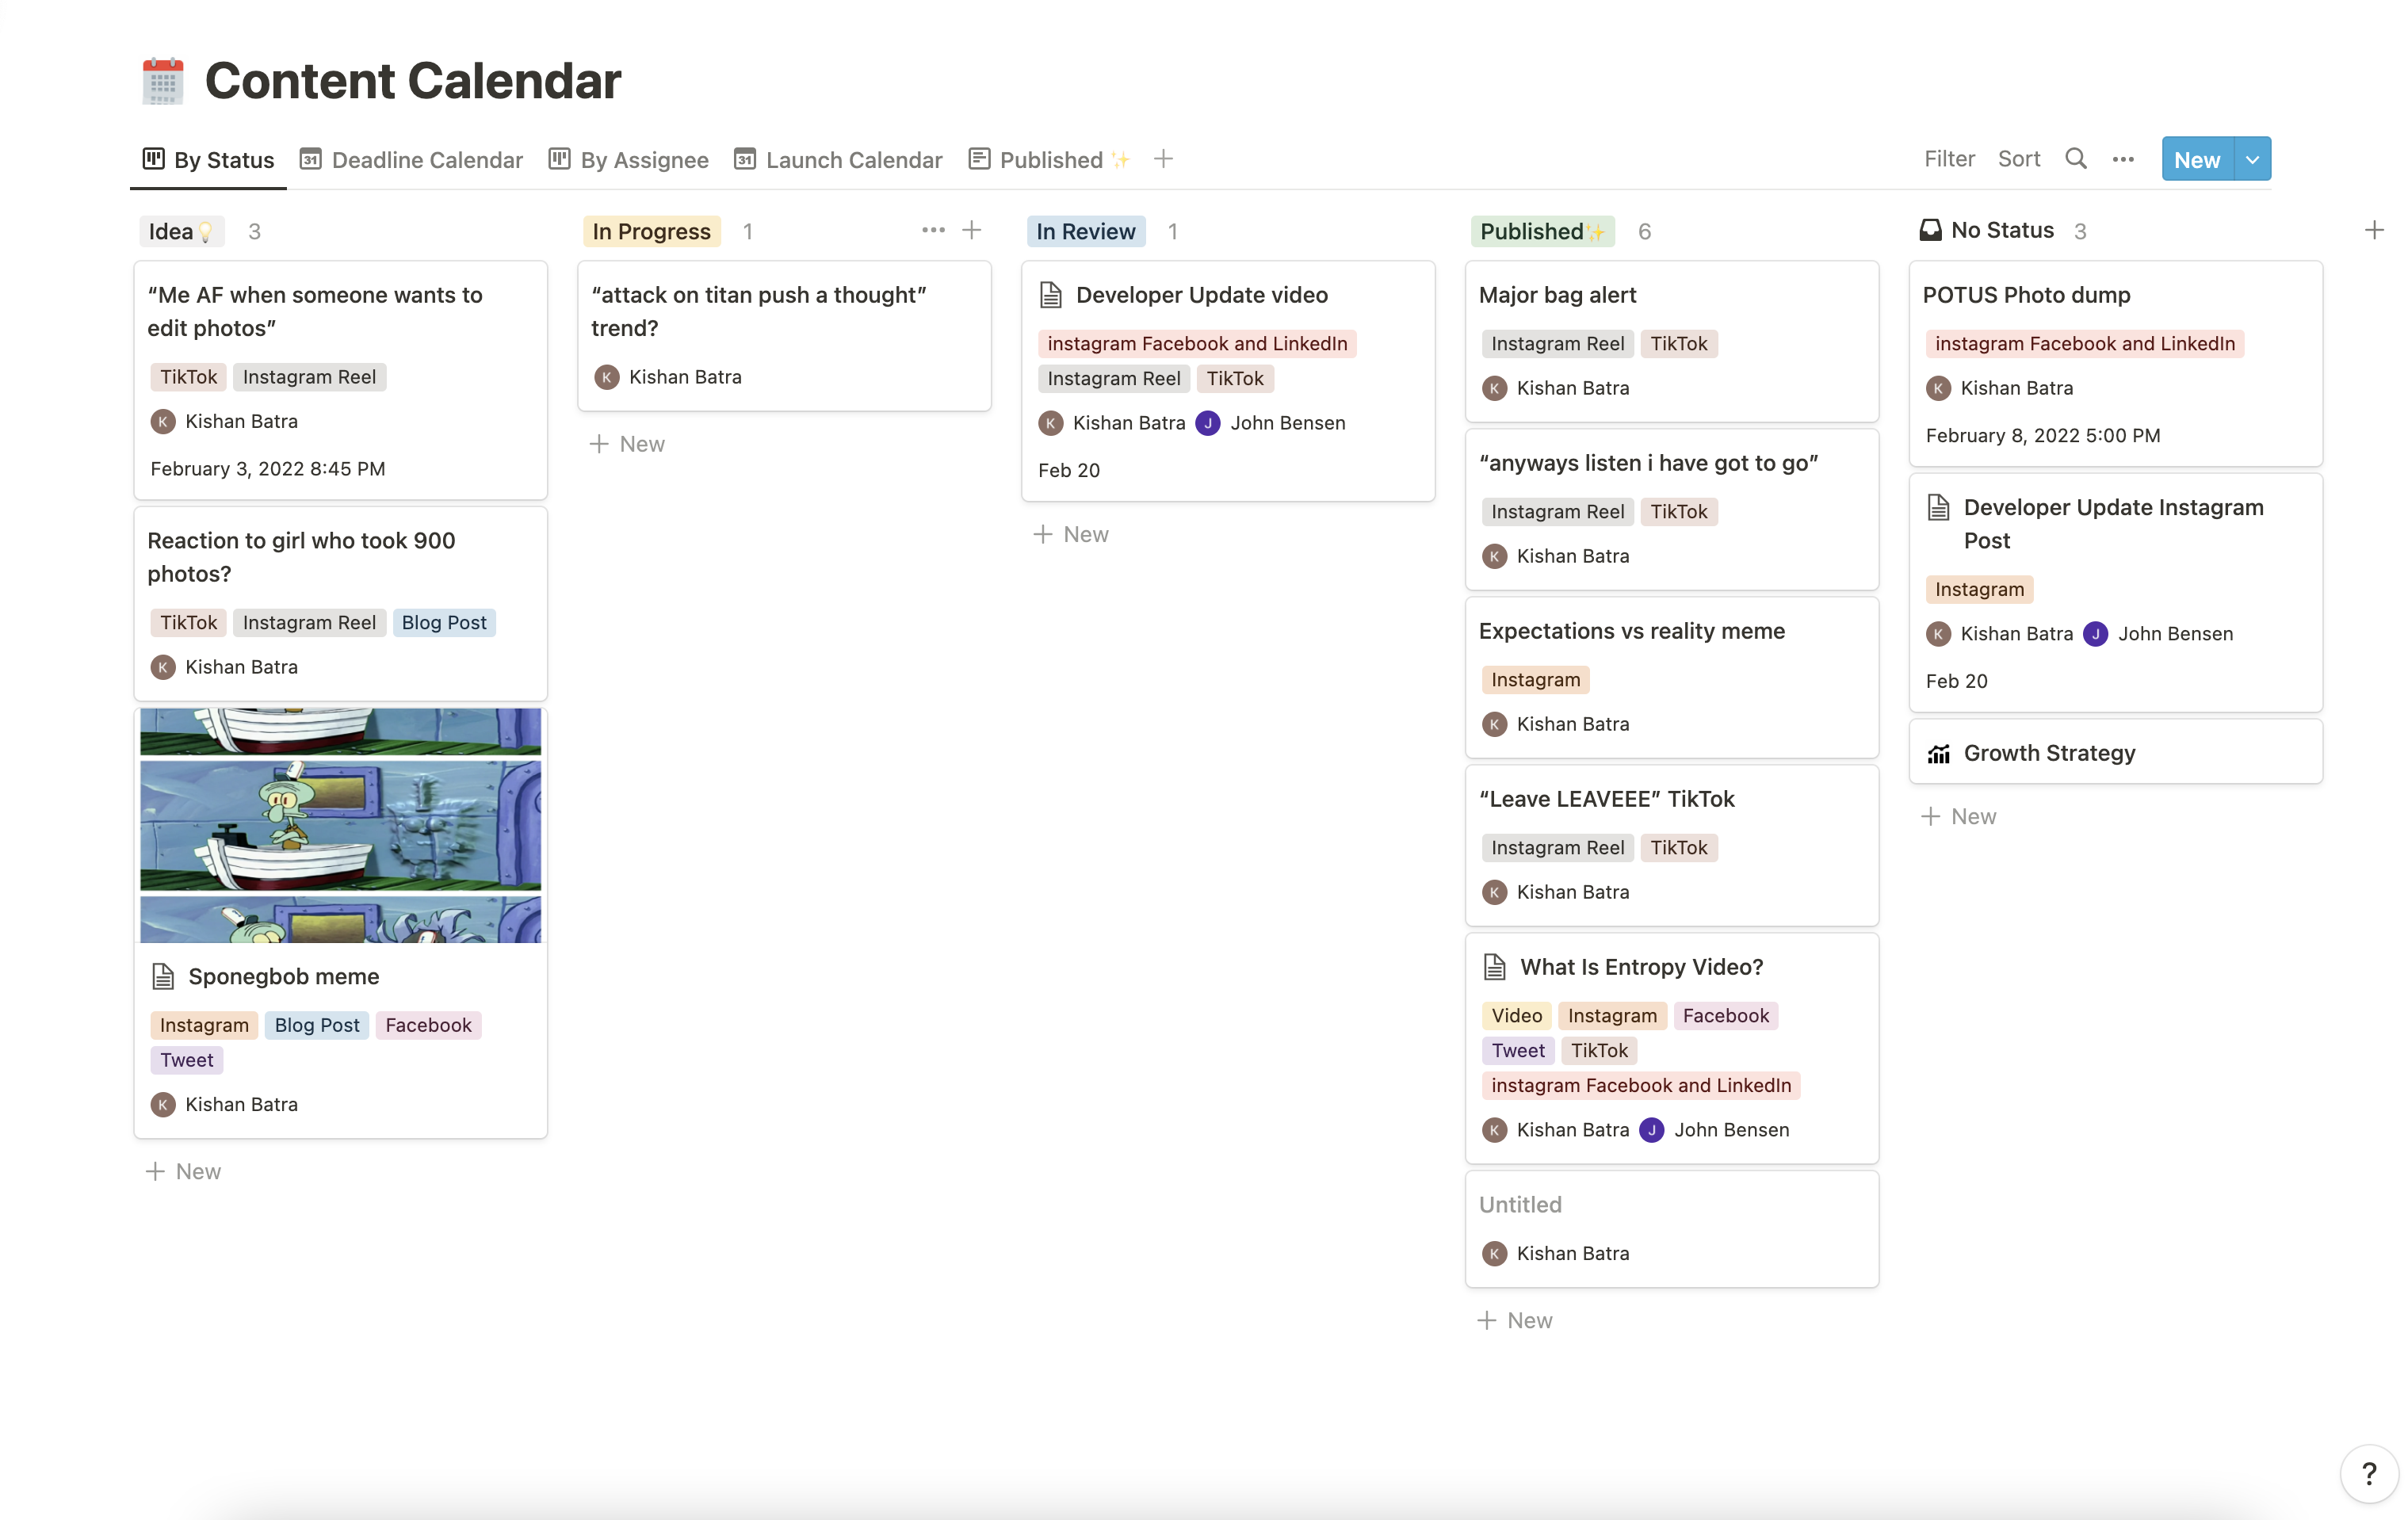 Content Calendar
By Status
Deadline Calendar
By Assignee
Launch Calendar
Published✨
Filter
Sort
New
Idea💡 3
“Me AF when someone wants to
edit photos”
TikTok Instagram Reel
K Kishan Batra
February 3, 2022 8:45 PM
Reaction to girl who took 900
photos?
TikTok Instagram Reel Blog Post
K Kishan Batra
Sponegbob meme
Instagram Blog Post Facebook
Tweet
K Kishan Batra
+ New
In Progress 1
“attack on titan push a thought”
trend?
K Kishan Batra
+ New
In Review 1
Developer Update video
instagram Facebook and LinkedIn
Instagram Reel TikTok
K Kishan Batra J John Bensen
Feb 20
+ New
Published✨ 6
Major bag alert
Instagram Reel TikTok
K Kishan Batra
“anyways listen i have got to go”
Instagram Reel TikTok
K Kishan Batra
Expectations vs reality meme
Instagram
K Kishan Batra
“Leave LEAVEEE” TikTok
Instagram Reel TikTok
K Kishan Batra
What Is Entropy Video?
Video Instagram Facebook
Tweet TikTok
instagram Facebook and LinkedIn
K Kishan Batra J John Bensen
Untitled
K Kishan Batra
+ New
No Status 3
POTUS Photo dump
instagram Facebook and LinkedIn
K Kishan Batra
February 8, 2022 5:00 PM
Developer Update Instagram
Post
Instagram
K Kishan Batra J John Bensen
Feb 20
Growth Strategy
+ New
?